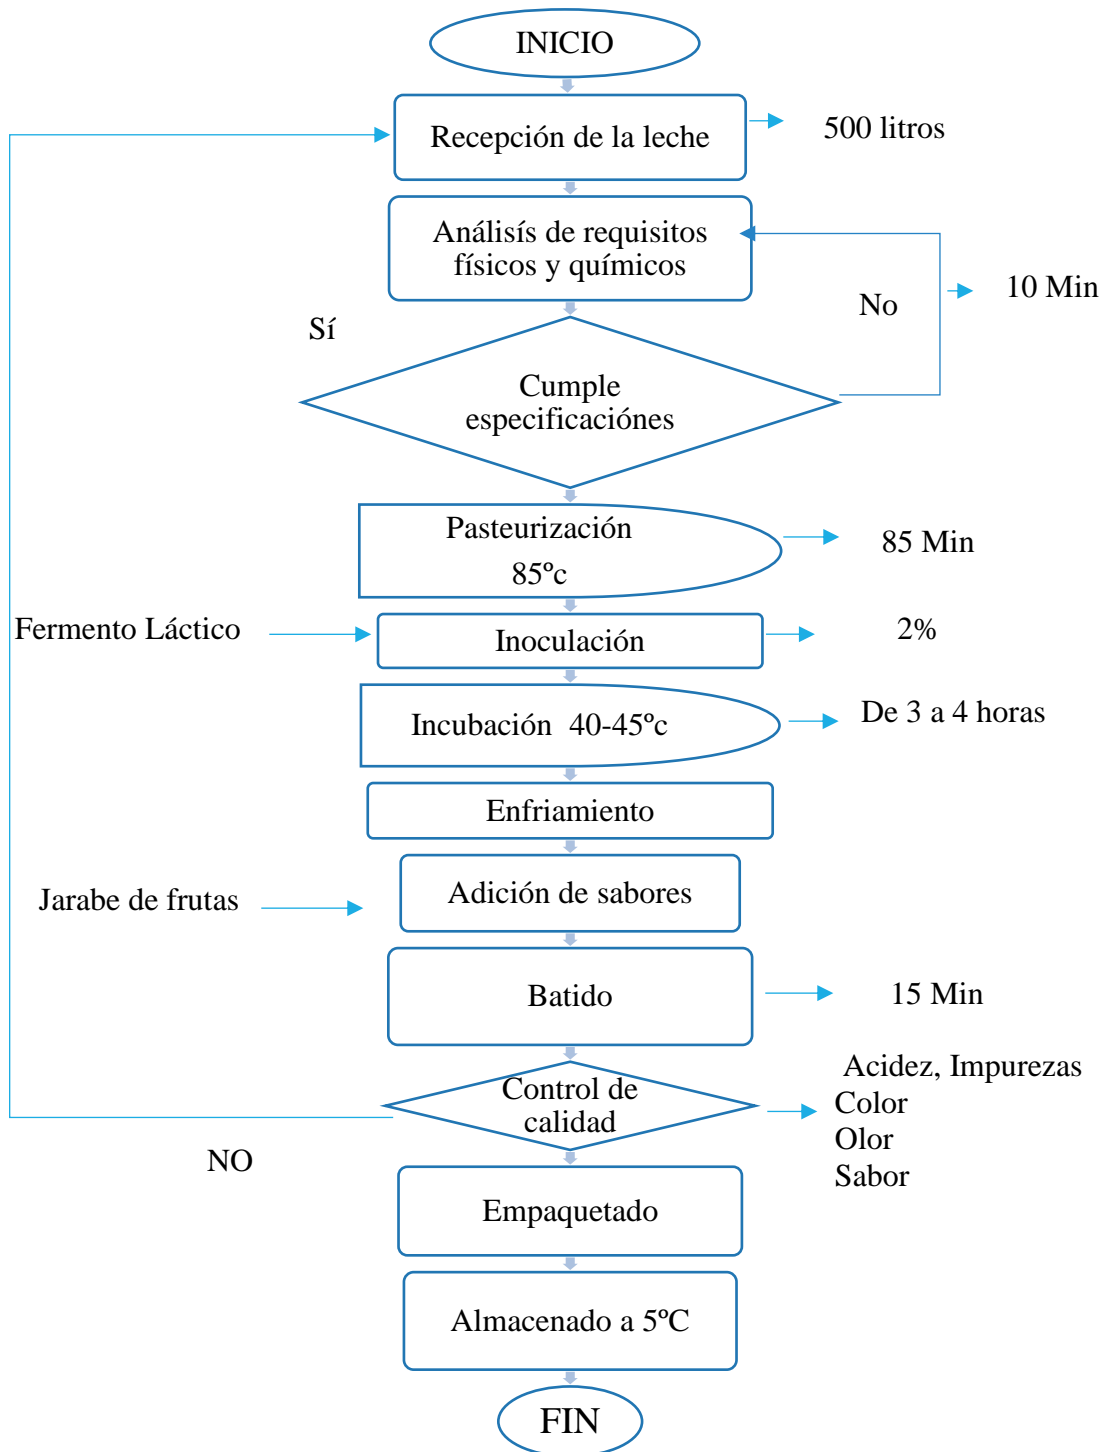 INICIO
Recepción de la leche
500 litros
Análisís de requisitos
físicos y químicos
10 Min
No
Sí
Cumple
especificaciónes
Pasteurización
85ºc
85 Min
Fermento Láctico
Inoculación
2%
Incubación 40-45ºc
De 3 a 4 horas
Enfriamiento
Jarabe de frutas
Adición de sabores
Batido
15 Min
Control de
calidad
Acidez, Impurezas
Color
Olor
Sabor
NO
Empaquetado
Almacenado a 5ºC
FIN